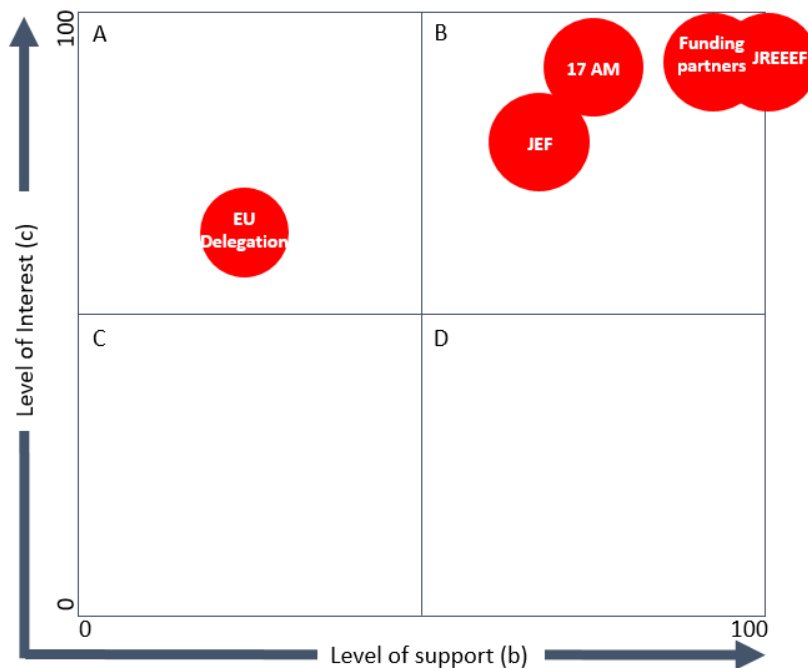 100
A
B
Funding
partners
JREEEF
17 AM
JEF
EU
Delegation
Level of Interest (c)
C
D
0
0
100
Level of support (b)